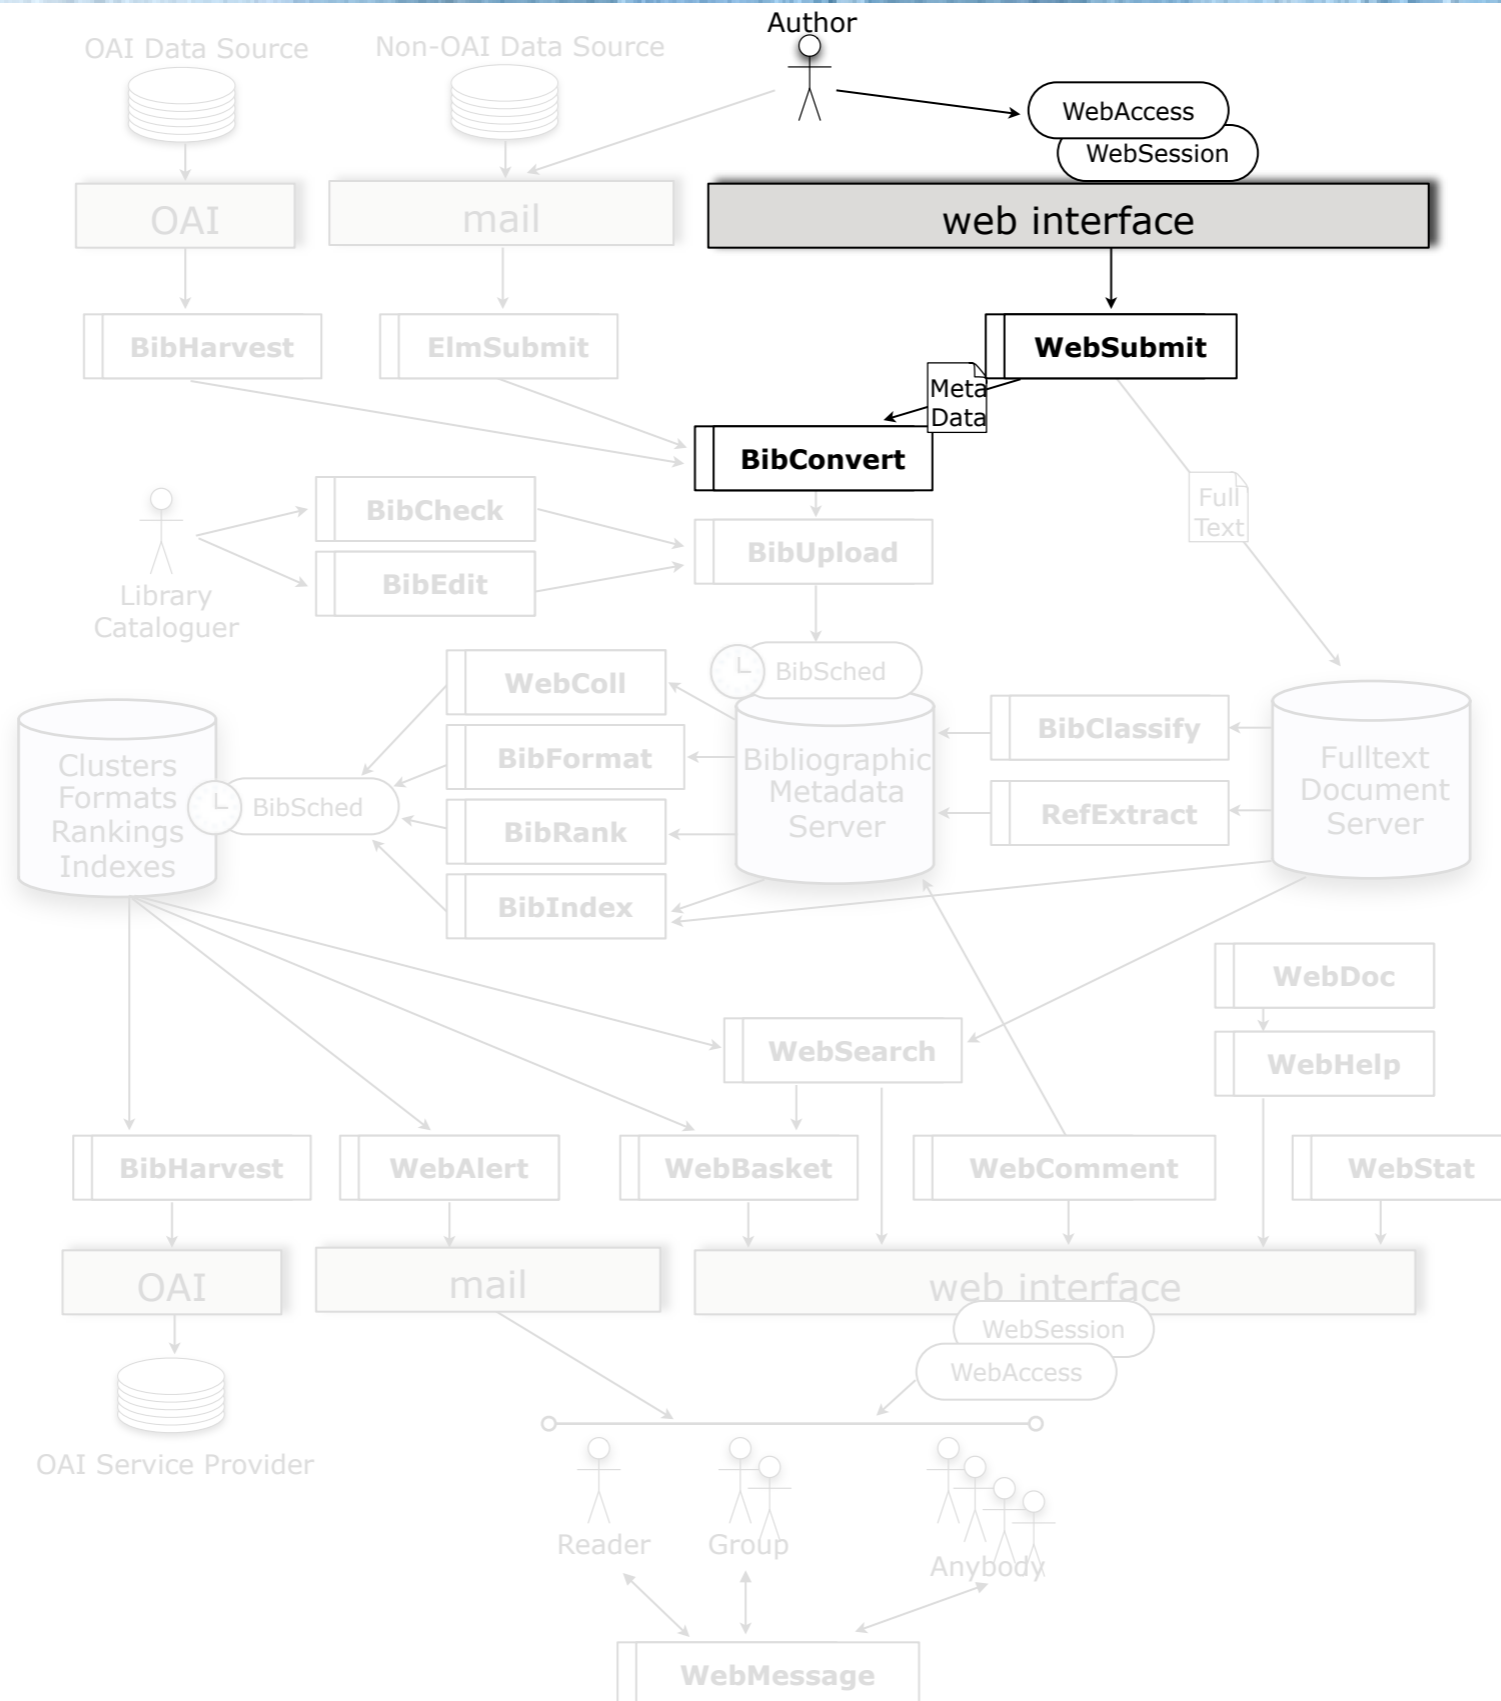 Author
OAI Data Source
Non-OAI Data Source
WebAccess
WebSession
OAI
mail
web interface
BibHarvest
ElmSubmit
WebSubmit
Meta
Data
BibConvert
Full
Text
BibCheck
BibUpload
BibEdit
Library
Cataloguer
BibSched
WebColl
BibClassify
Clusters
Formats
Rankings
Indexes
BibSched
BibFormat
Bibliographic
Metadata
Server
Fulltext
Document
Server
BibRank
RefExtract
BibIndex
WebDoc
WebSearch
WebHelp
BibHarvest
WebAlert
WebBasket
WebComment
WebStat
OAI
mail
web interface
WebSession
WebAccess
OAI Service Provider
Reader
Group
Anybody
WebMessage